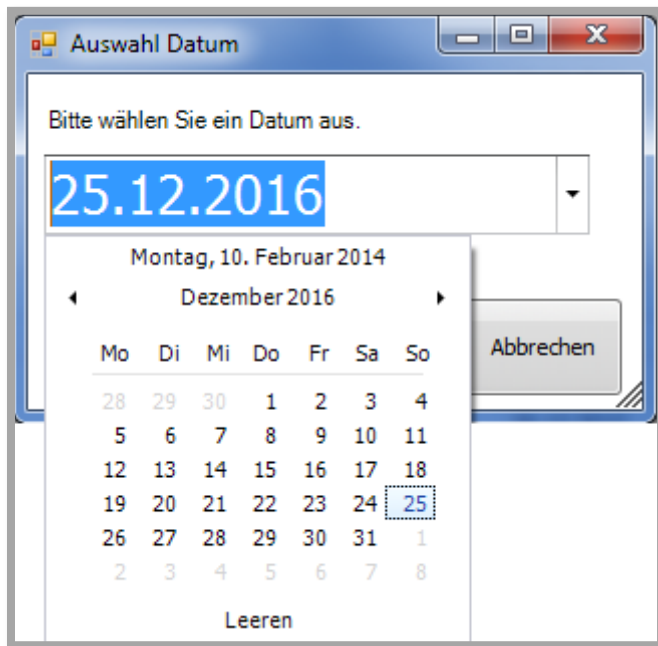 Auswahl Datum
Bitte wählen Sie ein Datum aus.
25.12.2016
Montag, 10. Februar 2014
Dezember 2016
Abbrechen
Mo Di Mi Do Fr Sa So
28 29 30 1 2 3 4
5 6 7 8 9 10 11
12 13 14 15 16 17 18
19 20 21 22 23 24 25
26 27 28 29 30 31 1
2 3 4 5 6 7 8
Leeren